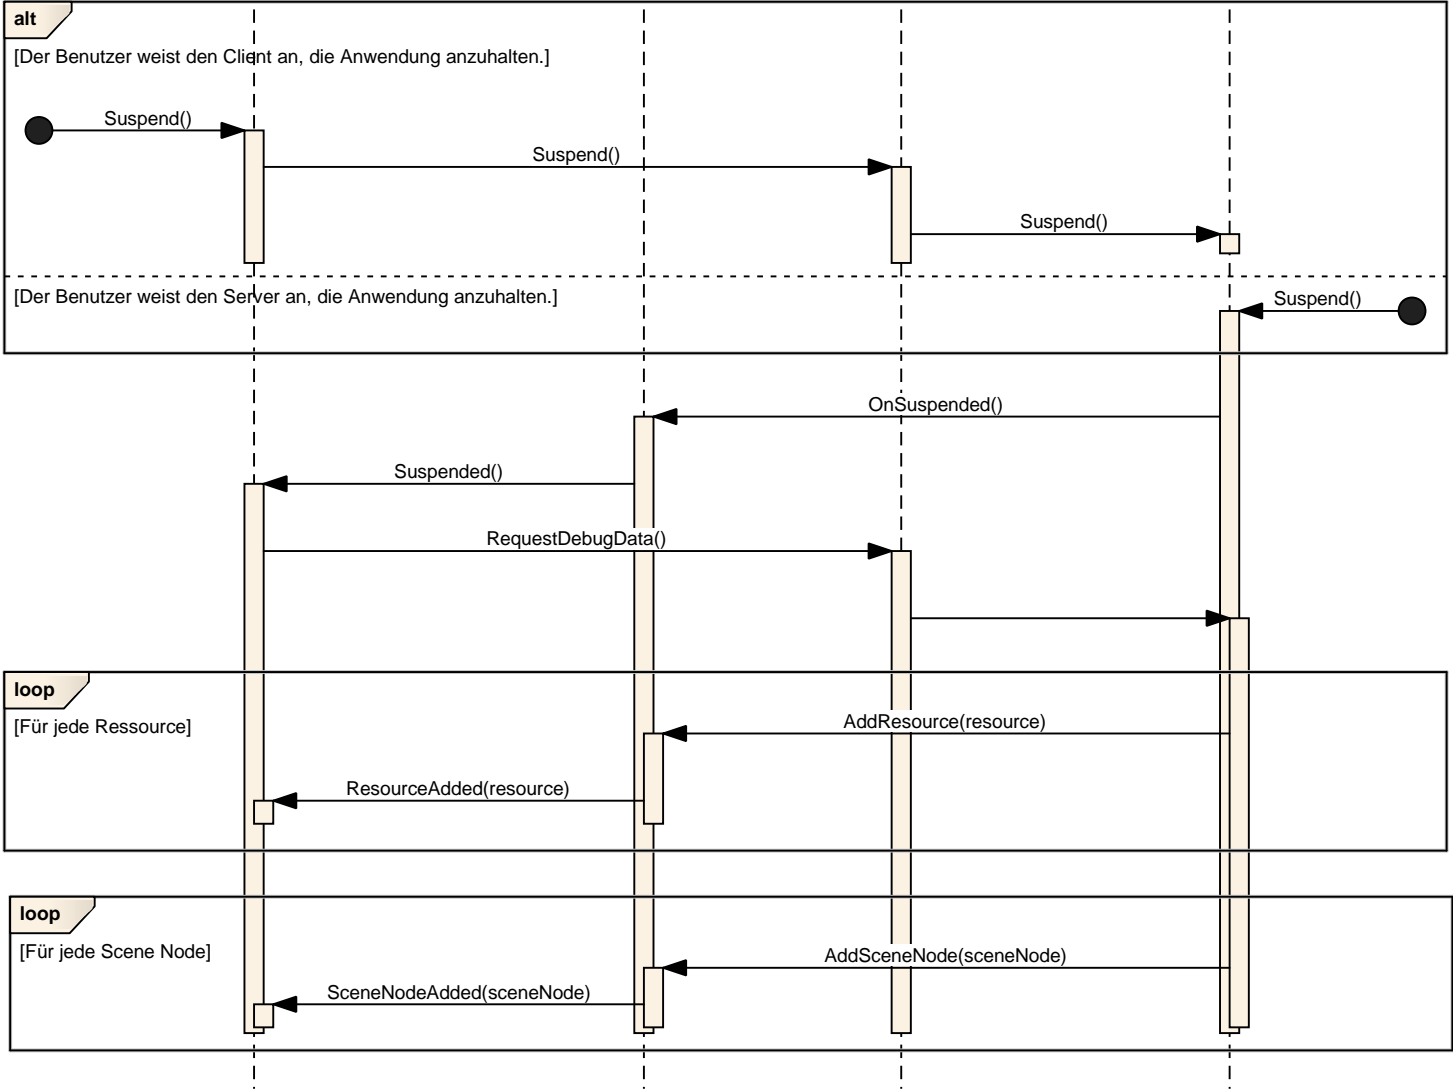 alt
[Der Benutzer weist den Client an, die Anwendung anzuhalten.]
Suspend()
Suspend()
Suspend()
[Der Benutzer weist den Server an, die Anwendung anzuhalten.]
Suspend()
OnSuspended()
Suspended()
RequestDebugData()
loop
[Für jede Ressource]
AddResource(resource)
ResourceAdded(resource)
loop
[Für jede Scene Node]
AddSceneNode(sceneNode)
SceneNodeAdded(sceneNode)